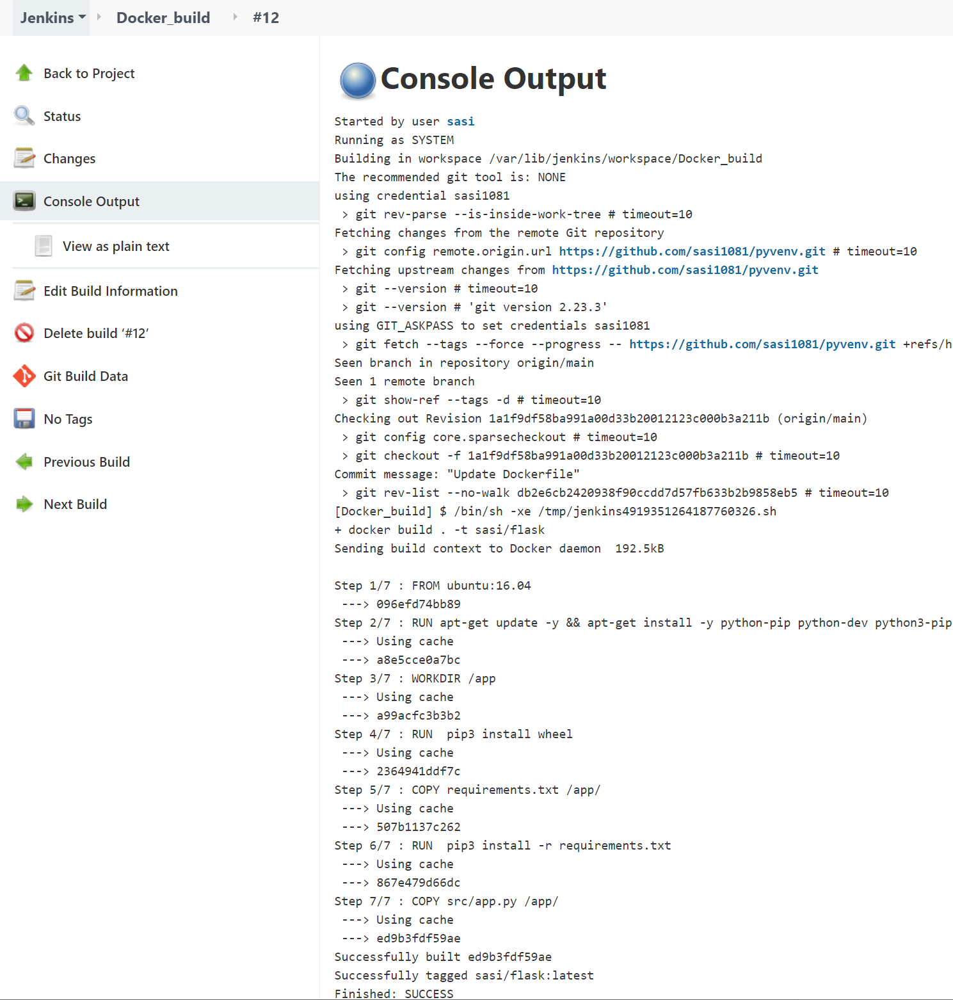 Jenkins
Docker_build
#12
Back to Project
Status
Changes
Console Output
View as plain text
Edit Build Information
Delete build ‘#12’
Git Build Data
No Tags
Previous Build
Next Build
Console Output
Started by user sasi
Running as SYSTEM
Building in workspace /var/lib/jenkins/workspace/Docker_build
The recommended git tool is: NONE
using credential sasi1081
> git rev-parse --is-inside-work-tree # timeout=10
Fetching changes from the remote Git repository
> git config remote.origin.url https://github.com/sasi1081/pyvenv.git # timeout=10
Fetching upstream changes from https://github.com/sasi1081/pyvenv.git
> git --version # timeout=10
> git --version # 'git version 2.23.3'
using GIT_ASKPASS to set credentials sasi1081
> git fetch --tags --force --progress -- https://github.com/sasi1081/pyvenv.git +refs/h
Seen branch in repository origin/main
Seen 1 remote branch
> git show-ref --tags -d # timeout=10
Checking out Revision 1a1f9df58ba991a00d33b20012123c000b3a211b (origin/main)
> git config core.sparsecheckout # timeout=10
> git checkout -f 1a1f9df58ba991a00d33b20012123c000b3a211b # timeout=10
Commit message: "Update Dockerfile"
> git rev-list --no-walk db2e6cb2420938f90ccdd7d57fb633b2b9858eb5 # timeout=10
[Docker_build] $ /bin/sh -xe /tmp/jenkins4919351264187760326.sh
+ docker build . -t sasi/flask
Sending build context to Docker daemon  192.5kB
Step 1/7 : FROM ubuntu:16.04
---> 096efd74bb89
Step 2/7 : RUN apt-get update -y && apt-get install -y python-pip python-dev python3-pip
---> Using cache
---> a8e5cce0a7bc
Step 3/7 : WORKDIR /app
---> Using cache
---> a99acfc3b3b2
Step 4/7 : RUN  pip3 install wheel
---> Using cache
---> 2364941ddf7c
Step 5/7 : COPY requirements.txt /app/
---> Using cache
---> 507b1137c262
Step 6/7 : RUN  pip3 install -r requirements.txt
---> Using cache
---> 867e479d66dc
Step 7/7 : COPY src/app.py /app/
---> Using cache
---> ed9b3fdf59ae
Successfully built ed9b3fdf59ae
Successfully tagged sasi/flask:latest
Finished: SUCCESS